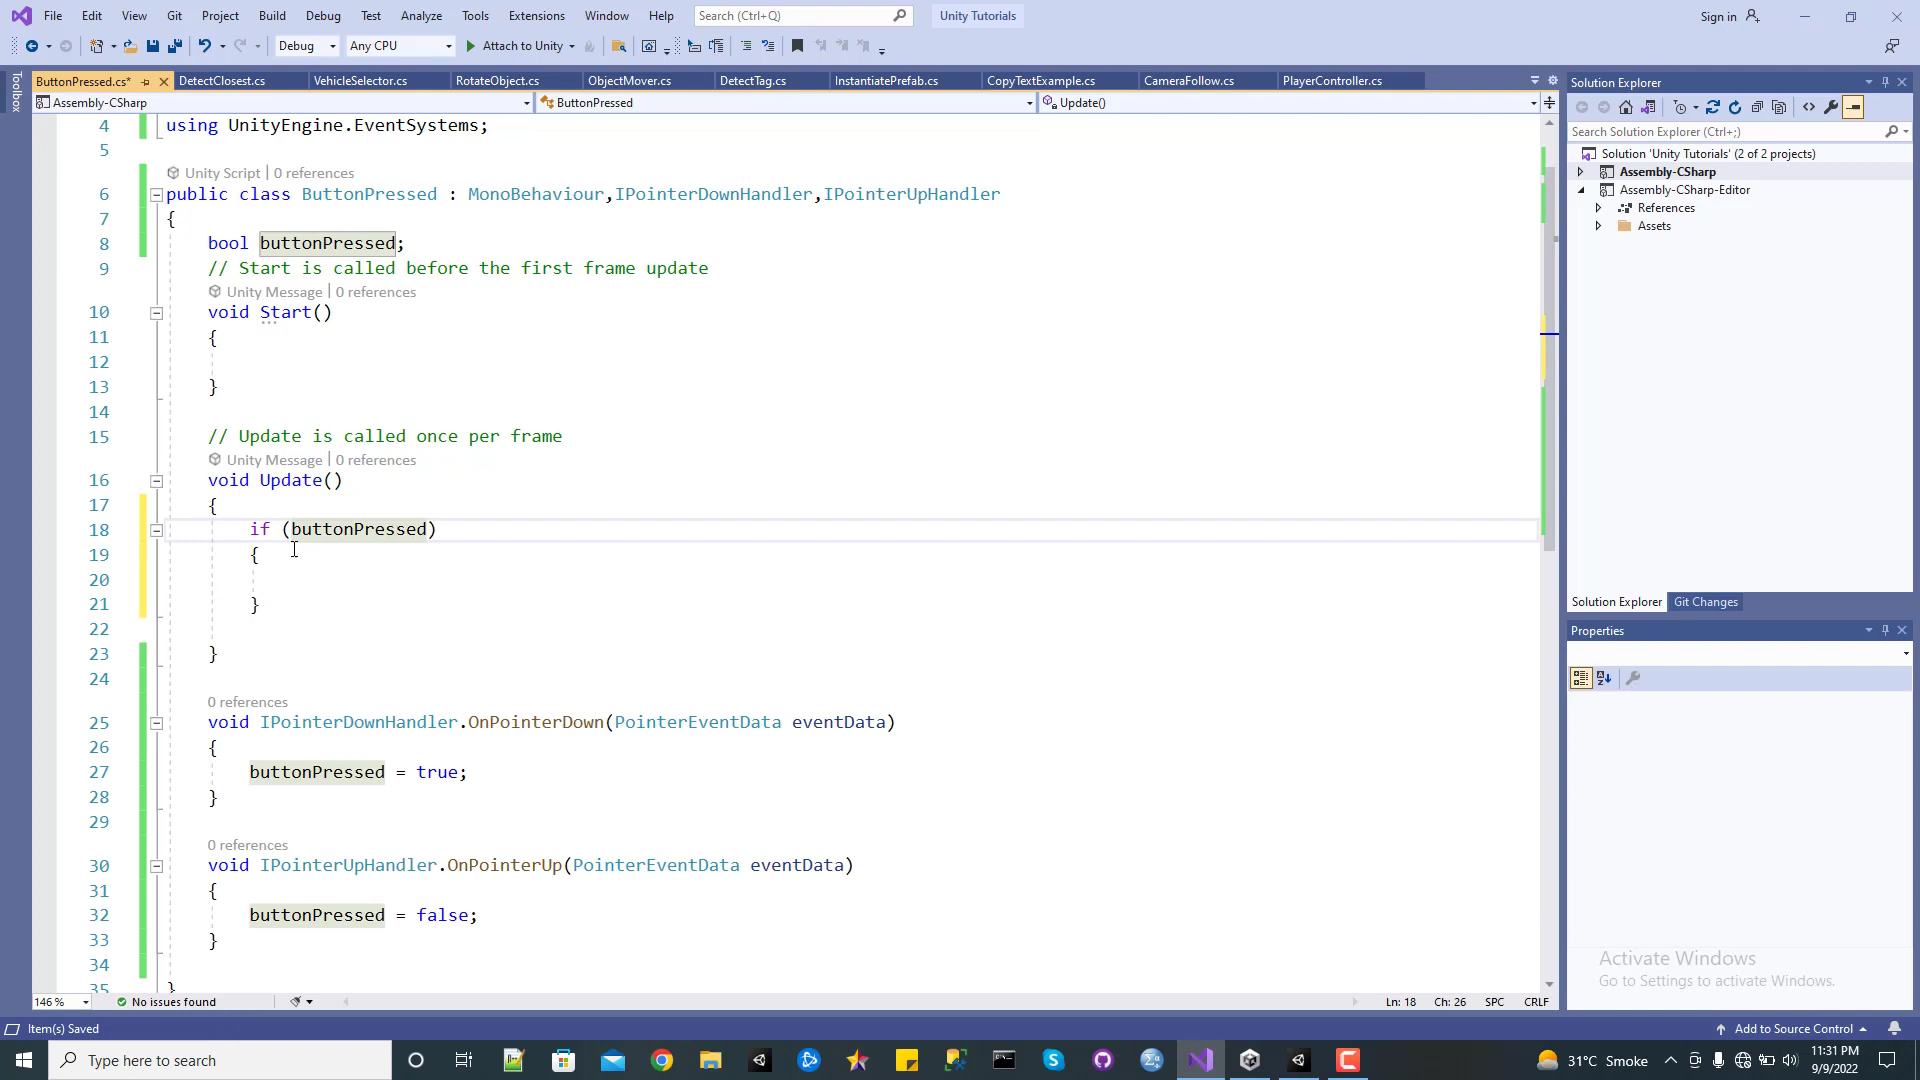 File Edit View Git Project Build Debug Test Analyze Tools Extensions Window Help Search (Ctrl+Q) Unity Tutorials Sign in
Debug Any CPU Attach to Unity
Toolbox
ButtonPressed.cs* DetectClosest.cs VehicleSelector.cs RotateObject.cs ObjectMover.cs DetectTag.cs InstantiatePrefab.cs CopyTextExample.cs CameraFollow.cs PlayerController.cs
Assembly-CSharp ButtonPressed Update()
4 using UnityEngine.EventSystems;
5
Unity Script | 0 references
6 public class ButtonPressed : MonoBehaviour,IPointerDownHandler,IPointerUpHandler
7 {
8 bool buttonPressed;
9 // Start is called before the first frame update
Unity Message | 0 references
10 void Start()
11 {
12
13 }
14
15 // Update is called once per frame
Unity Message | 0 references
16 void Update()
17 {
18 if (buttonPressed)
19 {
20
21 }
22
23 }
24
0 references
25 void IPointerDownHandler.OnPointerDown(PointerEventData eventData)
26 {
27 buttonPressed = true;
28 }
29
0 references
30 void IPointerUpHandler.OnPointerUp(PointerEventData eventData)
31 {
32 buttonPressed = false;
33 }
34
35 }
146 % No issues found Ln: 18 Ch: 26 SPC CRLF
Solution Explorer
Search Solution Explorer (Ctrl+;)
Solution 'Unity Tutorials' (2 of 2 projects)
Assembly-CSharp
Assembly-CSharp-Editor
References
Assets
Solution Explorer Git Changes
Properties
Activate Windows
Go to Settings to activate Windows.
Item(s) Saved Add to Source Control
Type here to search 31°C Smoke 11:31 PM
9/9/2022